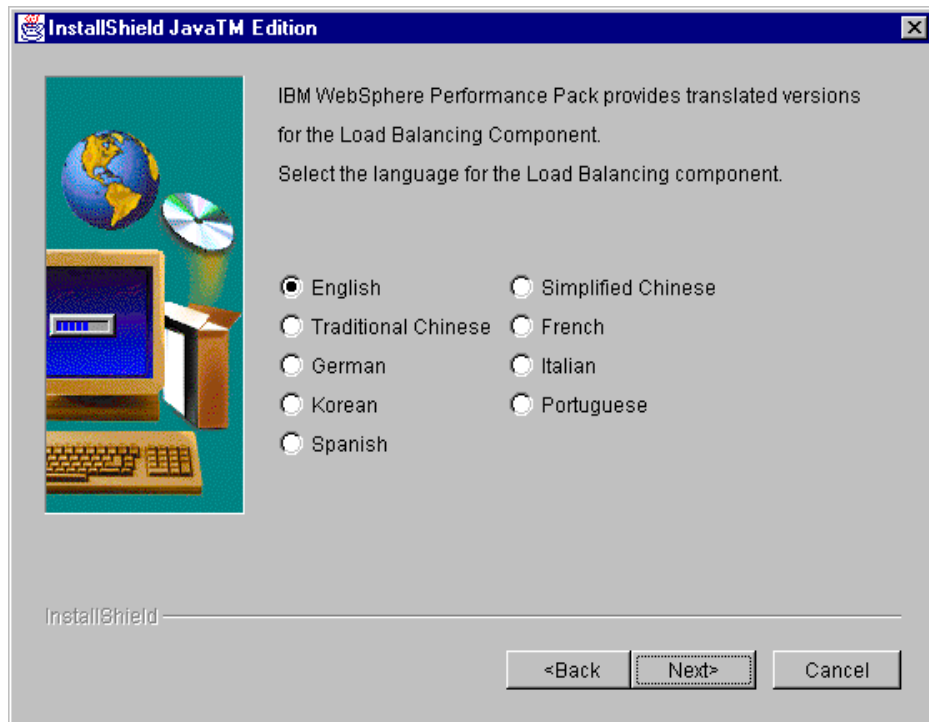 InstallShield JavaTM Edition
IBM WebSphere Performance Pack provides translated versions
for the Load Balancing Component.
Select the language for the Load Balancing component.
English Simplified Chinese
Traditional Chinese French
German Italian
Korean Portuguese
Spanish
InstallShield
<Back Next> Cancel